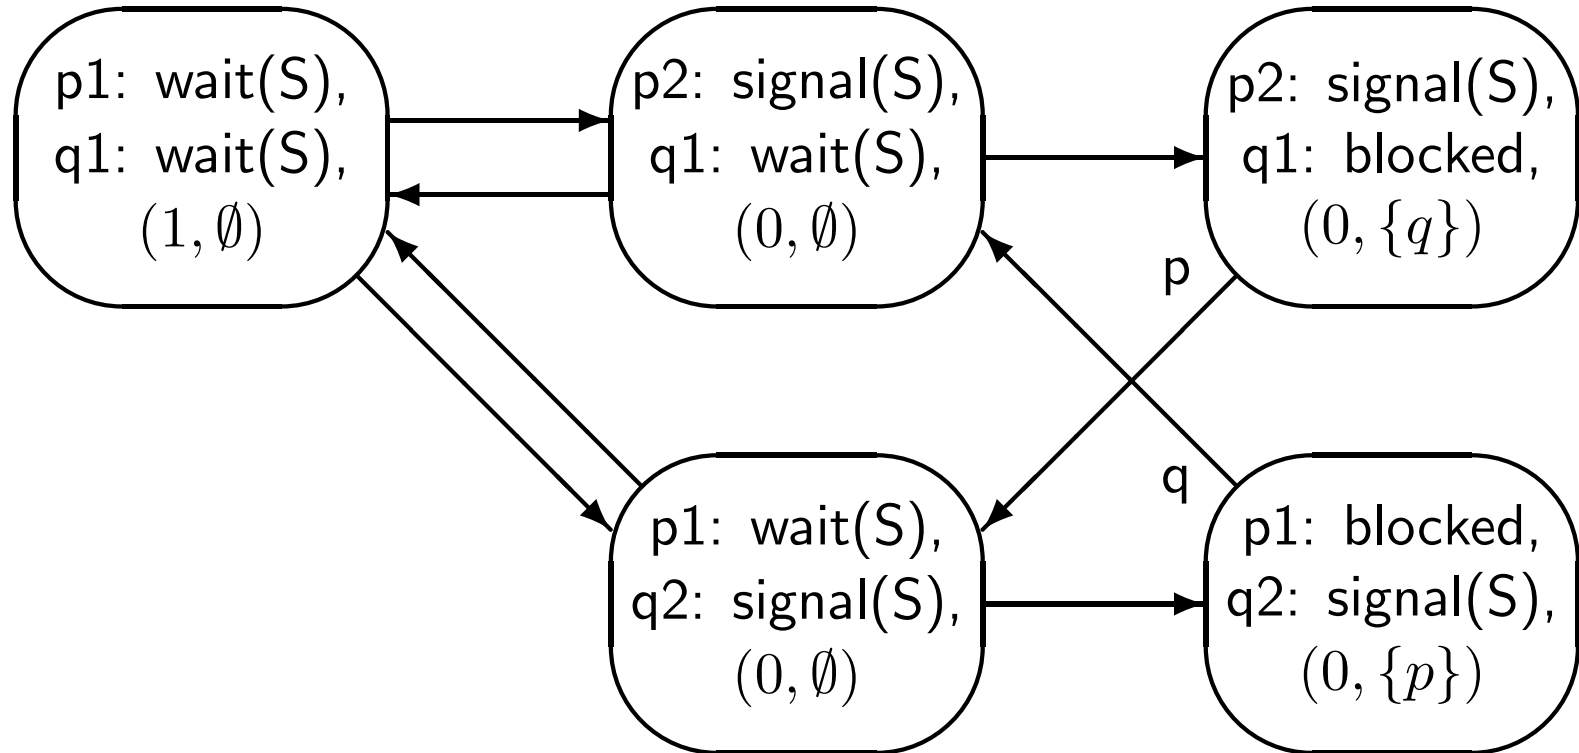 p1: wait(S),
q1: wait(S),
(1, ∅)
p2: signal(S),
q1: wait(S),
(0, ∅)
p2: signal(S),
q1: blocked,
(0, {q})
p
q
p1: wait(S),
q2: signal(S),
(0, ∅)
p1: blocked,
q2: signal(S),
(0, {p})